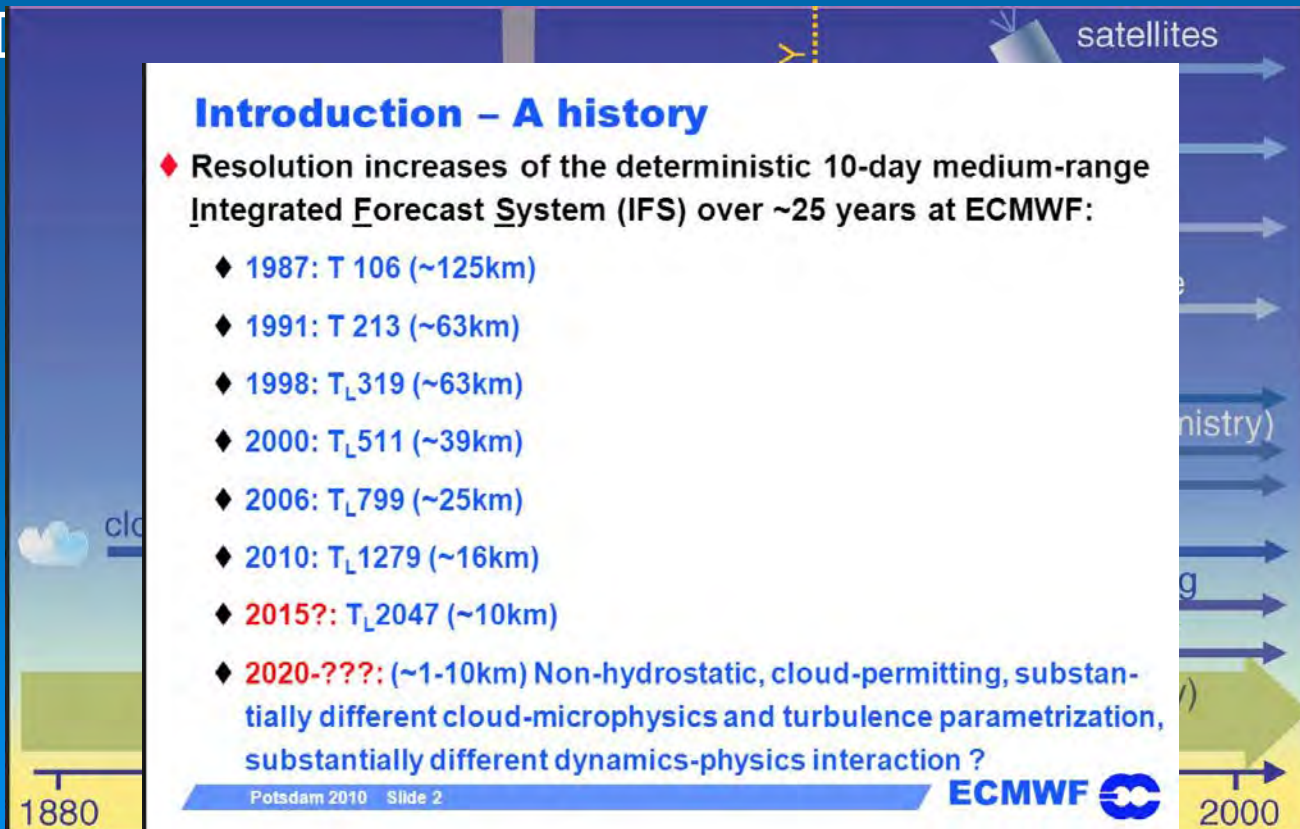 satellites
Introduction – A history
Resolution increases of the deterministic 10-day medium-range
Integrated Forecast System (IFS) over ~25 years at ECMWF:
1987: T 106 (~125km)
1991: T 213 (~63km)
1998: TL319 (~63km)
2000: TL511 (~39km)
2006: TL799 (~25km)
2010: TL1279 (~16km)
2015?: TL2047 (~10km)
2020-???: (~1-10km) Non-hydrostatic, cloud-permitting, substan-
tially different cloud-microphysics and turbulence parametrization,
substantially different dynamics-physics interaction ?
Potsdam 2010 Slide 2
ECMWF
1880
2000